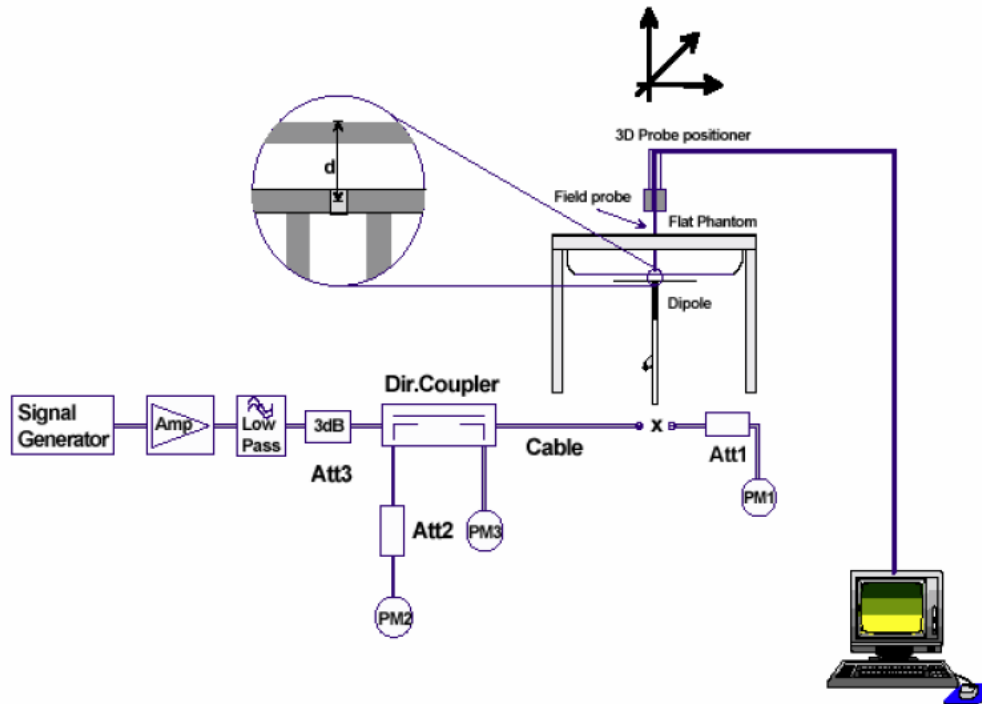 3D Probe positioner
d
Field probe
Flat Phantom
Dipole
Dir.Coupler
Signal
Generator
Amp
Low
Pass
3dB
Att3
Cable
x
Att1
PM1
Att2
PM3
PM2